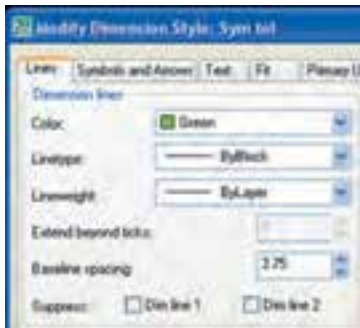 Modify Dimension Style: Sym tol
Lines Symbols and Arrows Text Fit Primary U
Dimension lines
Color: Green
Linetype: ByBlock
Lineweight: ByLayer
Extend beyond ticks:
Baseline spacing: 3.75
Suppress: Dim line 1 Dim line 2